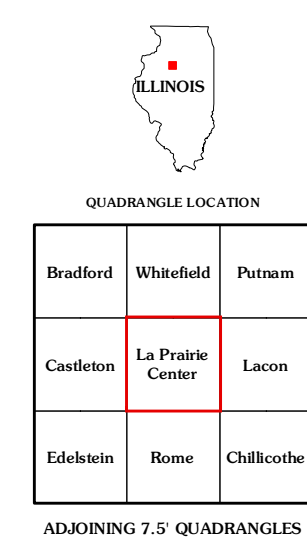 ILLINOIS
QUADRANGLE LOCATION
Bradford Whitefield Putnam
Castleton La Prairie Center Lacon
Edelstein Rome Chillicothe
ADJOINING 7.5' QUADRANGLES